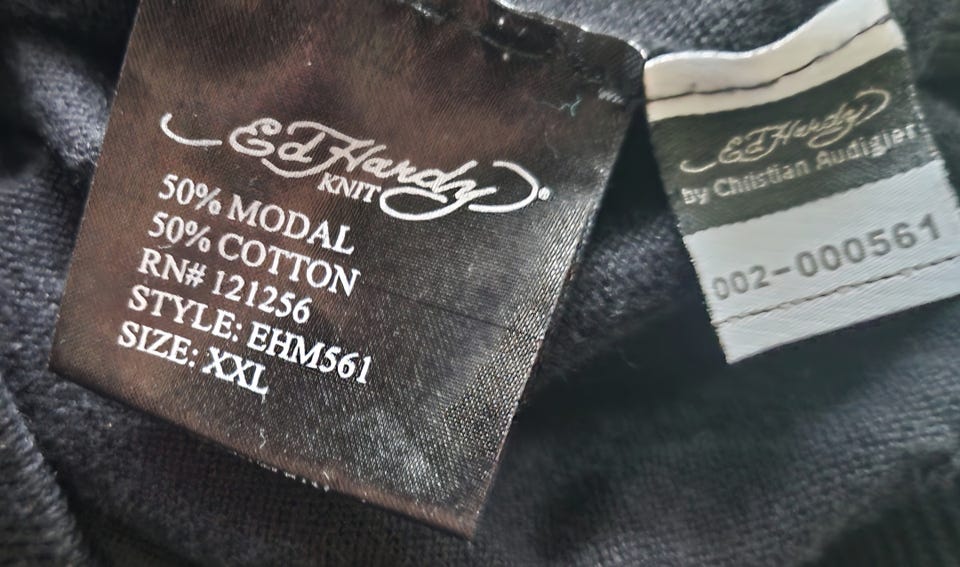 Ed Hardy
KNIT
50% MODAL
50% COTTON
RN# 121256
STYLE: EHM561
SIZE: XXL
Ed Hardy
by Christian Audigier
002-000561